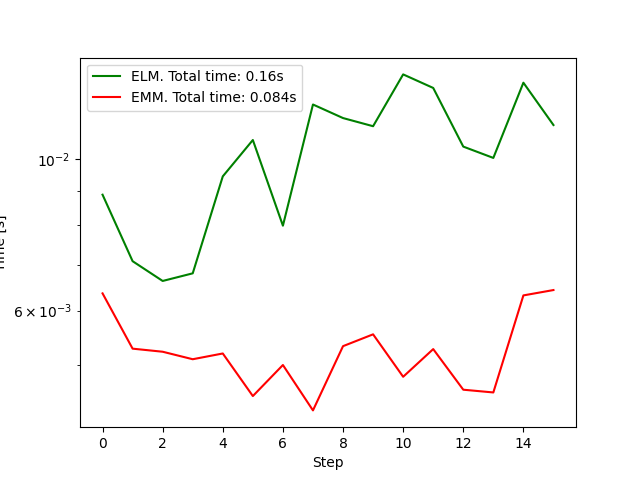 ELM. Total time: 0.16s
EMM. Total time: 0.084s
10⁻²
6 × 10⁻³
[s]
0 2 4 6 8 10 12 14
Step